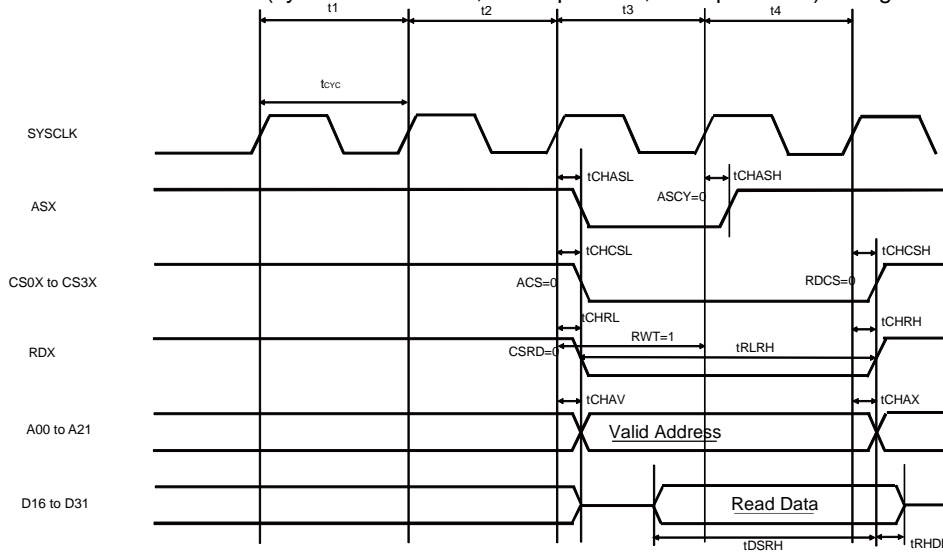 t1 t2 t3 t4
tCYC
SYSCLK
tCHASL tCHASH
ASX ASCY=0
tCHCSL tCHCSH
CS0X to CS3X ACS=0 RDCS=0
tCHRL tCHRH
RWT=1
CSRD=0 tRLRH
tCHAV tCHAX
A00 to A21 Valid Address
D16 to D31 Read Data
tDSRH